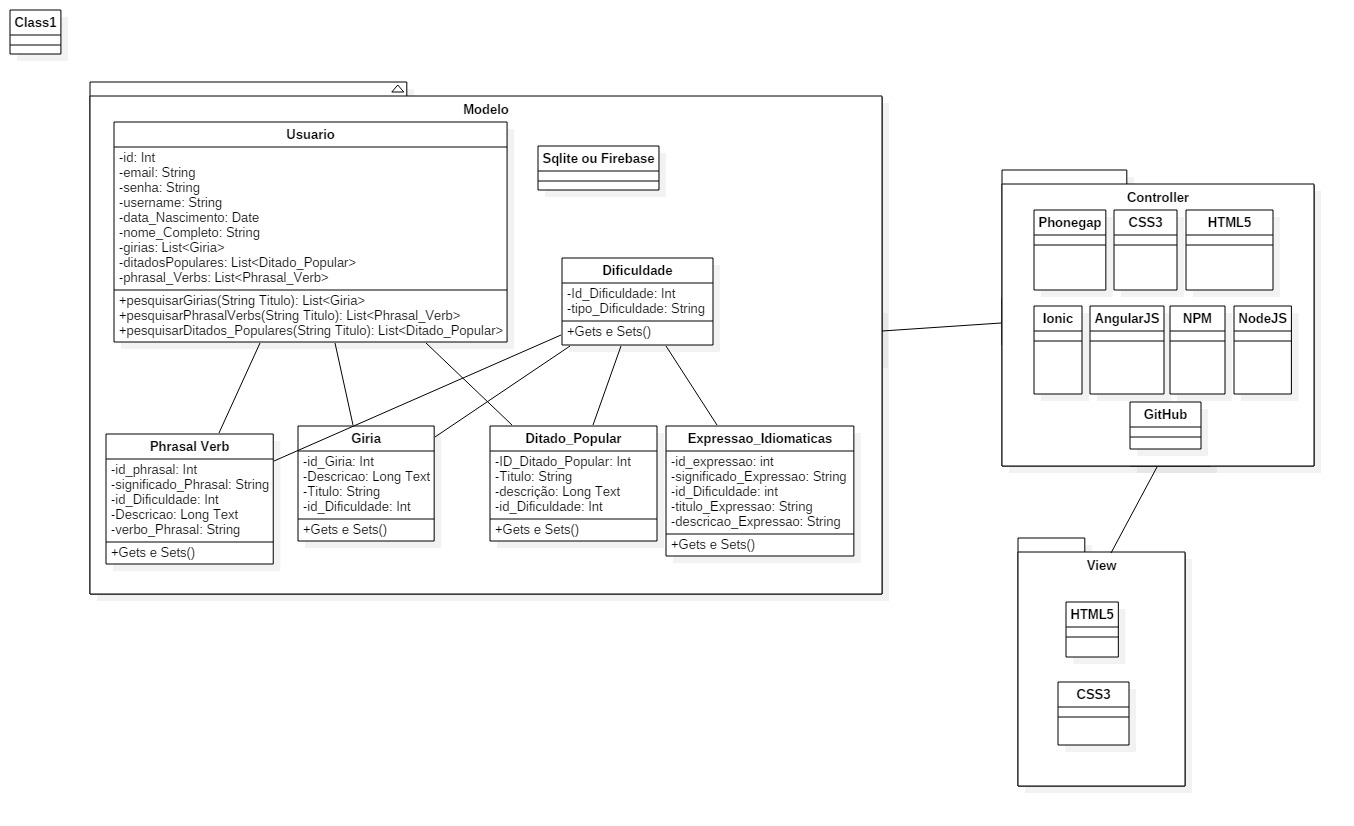 Class1
Modelo
Usuario
-id: Int
-email: String
-senha: String
-username: String
-data_Nascimento: Date
-nome_Completo: String
-girias: List<Giria>
-ditadosPopulares: List<Ditado_Popular>
-phrasal_Verbs: List<Phrasal_Verb>
+pesquisarGirias(String Titulo): List<Giria>
+pesquisarPhrasalVerbs(String Titulo): List<Phrasal_Verb>
+pesquisarDitados_Populares(String Titulo): List<Ditado_Popular>
Sqlite ou Firebase
Dificuldade
-Id_Dificuldade: Int
-tipo_Dificuldade: String
+Gets e Sets()
Phrasal Verb
-id_phrasal: Int
-significado_Phrasal: String
-id_Dificuldade: Int
-Descricao: Long Text
-verbo_Phrasal: String
+Gets e Sets()
Giria
-id_Giria: Int
-Descricao: Long Text
-Titulo: String
-id_Dificuldade: Int
+Gets e Sets()
Ditado_Popular
-ID_Ditado_Popular: Int
-Titulo: String
-descrição: Long Text
-id_Dificuldade: Int
+Gets e Sets()
Expressao_Idiomaticas
-id_expressao: int
-significado_Expressao: String
-id_Dificuldade: int
-titulo_Expressao: String
-descricao_Expressao: String
+Gets e Sets()
Controller
Phonegap
CSS3
HTML5
Ionic
AngularJS
NPM
NodeJS
GitHub
View
HTML5
CSS3